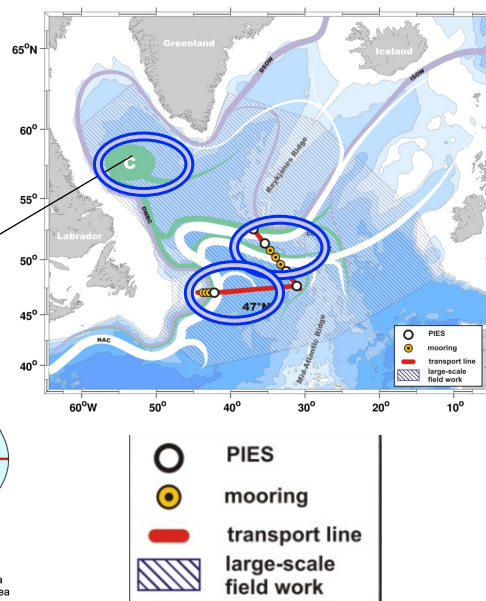 65°N
60°
55°
50°
45°
40°
Greenland
Iceland
DSOW
ISOW
Reykjanes Ridge
C
Labrador
DWBC
47°N
Mid-Atlantic Ridge
NAC
PIES
mooring
transport line
large-scale
field work
60°W
50°
40°
30°
20°
10°
PIES
mooring
transport line
large-scale
field work
a
ea